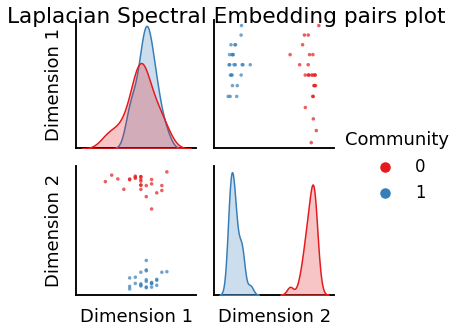 Laplacian Spectral Embedding pairs plot
Dimension 1
Dimension 2
Dimension 1
Dimension 2
Community
0
1